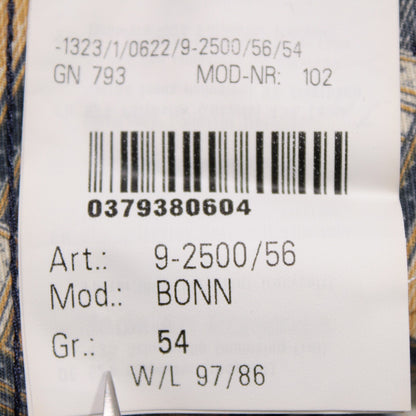 -1323/1/0622/9-2500/56/54
GN 793 MOD-NR: 102
0379380604
Art.: 9-2500/56
Mod.: BONN
Gr.: 54
W/L 97/86